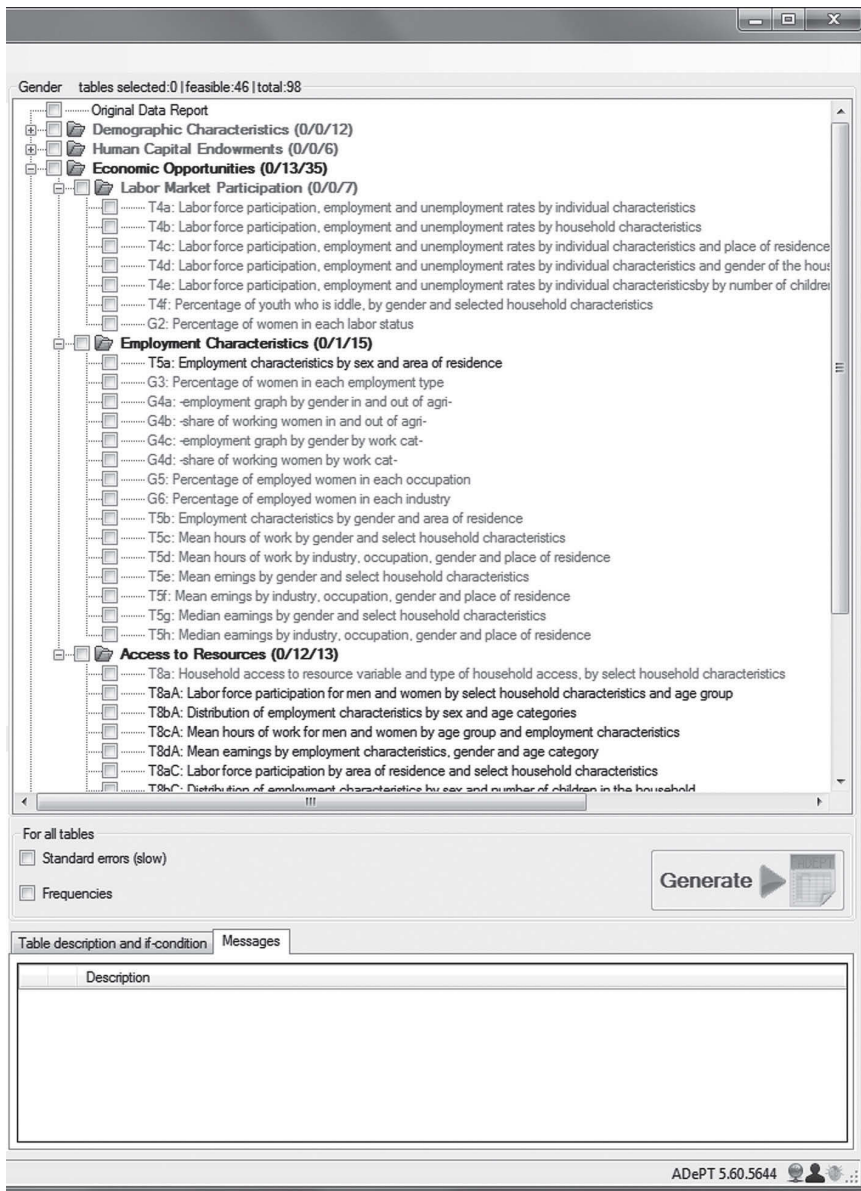 Gender tables selected:0 | feasible:46 | total:98
Original Data Report
Demographic Characteristics (0/0/12)
Human Capital Endowments (0/0/6)
Economic Opportunities (0/13/35)
Labor Market Participation (0/0/7)
T4a: Labor force participation, employment and unemployment rates by individual characteristics
T4b: Labor force participation, employment and unemployment rates by household characteristics
T4c: Labor force participation, employment and unemployment rates by individual characteristics and place of residence
T4d: Labor force participation, employment and unemployment rates by individual characteristics and gender of the hous
T4e: Labor force participation, employment and unemployment rates by individual characteristicsby by number of childrer
T4f: Percentage of youth who is iddle, by gender and selected household characteristics
G2: Percentage of women in each labor status
Employment Characteristics (0/1/15)
T5a: Employment characteristics by sex and area of residence
G3: Percentage of women in each employment type
G4a: -employment graph by gender in and out of agri-
G4b: -share of working women in and out of agri-
G4c: -employment graph by gender by work cat-
G4d: -share of working women by work cat-
G5: Percentage of employed women in each occupation
G6: Percentage of employed women in each industry
T5b: Employment characteristics by gender and area of residence
T5c: Mean hours of work by gender and select household characteristics
T5d: Mean hours of work by industry, occupation, gender and place of residence
T5e: Mean ernings by gender and select household characteristics
T5f: Mean ernings by industry, occupation, gender and place of residence
T5g: Median earnings by gender and select household characteristics
T5h: Median earnings by industry, occupation, gender and place of residence
Access to Resources (0/12/13)
T8a: Household access to resource variable and type of household access, by select household characteristics
T8aA: Labor force participation for men and women by select household characteristics and age group
T8bA: Distribution of employment characteristics by sex and age categories
T8cA: Mean hours of work for men and women by age group and employment characteristics
T8dA: Mean earnings by employment characteristics, gender and age category
T8aC: Labor force participation by area of residence and select household characteristics
T8bC: Distribution of employment characteristics by sex and number of children in the household
For all tables
Standard errors (slow)
Frequencies
Generate
ADEPT
Table description and if-condition Messages
Description
ADePT 5.60.5644